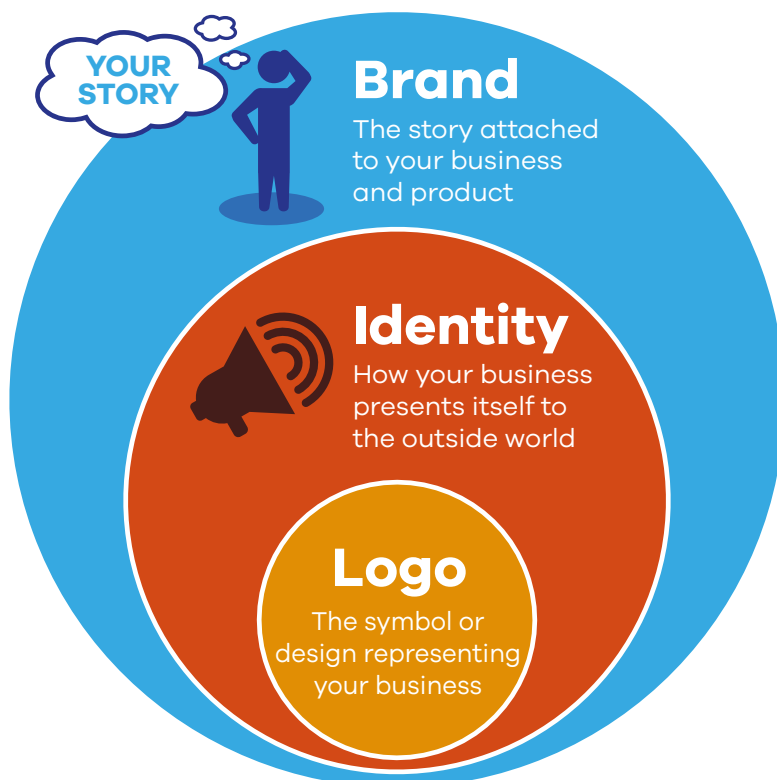 YOUR
STORY
Brand
The story attached
to your business
and product
Identity
How your business
presents itself to
the outside world
Logo
The symbol or
design representing
your business